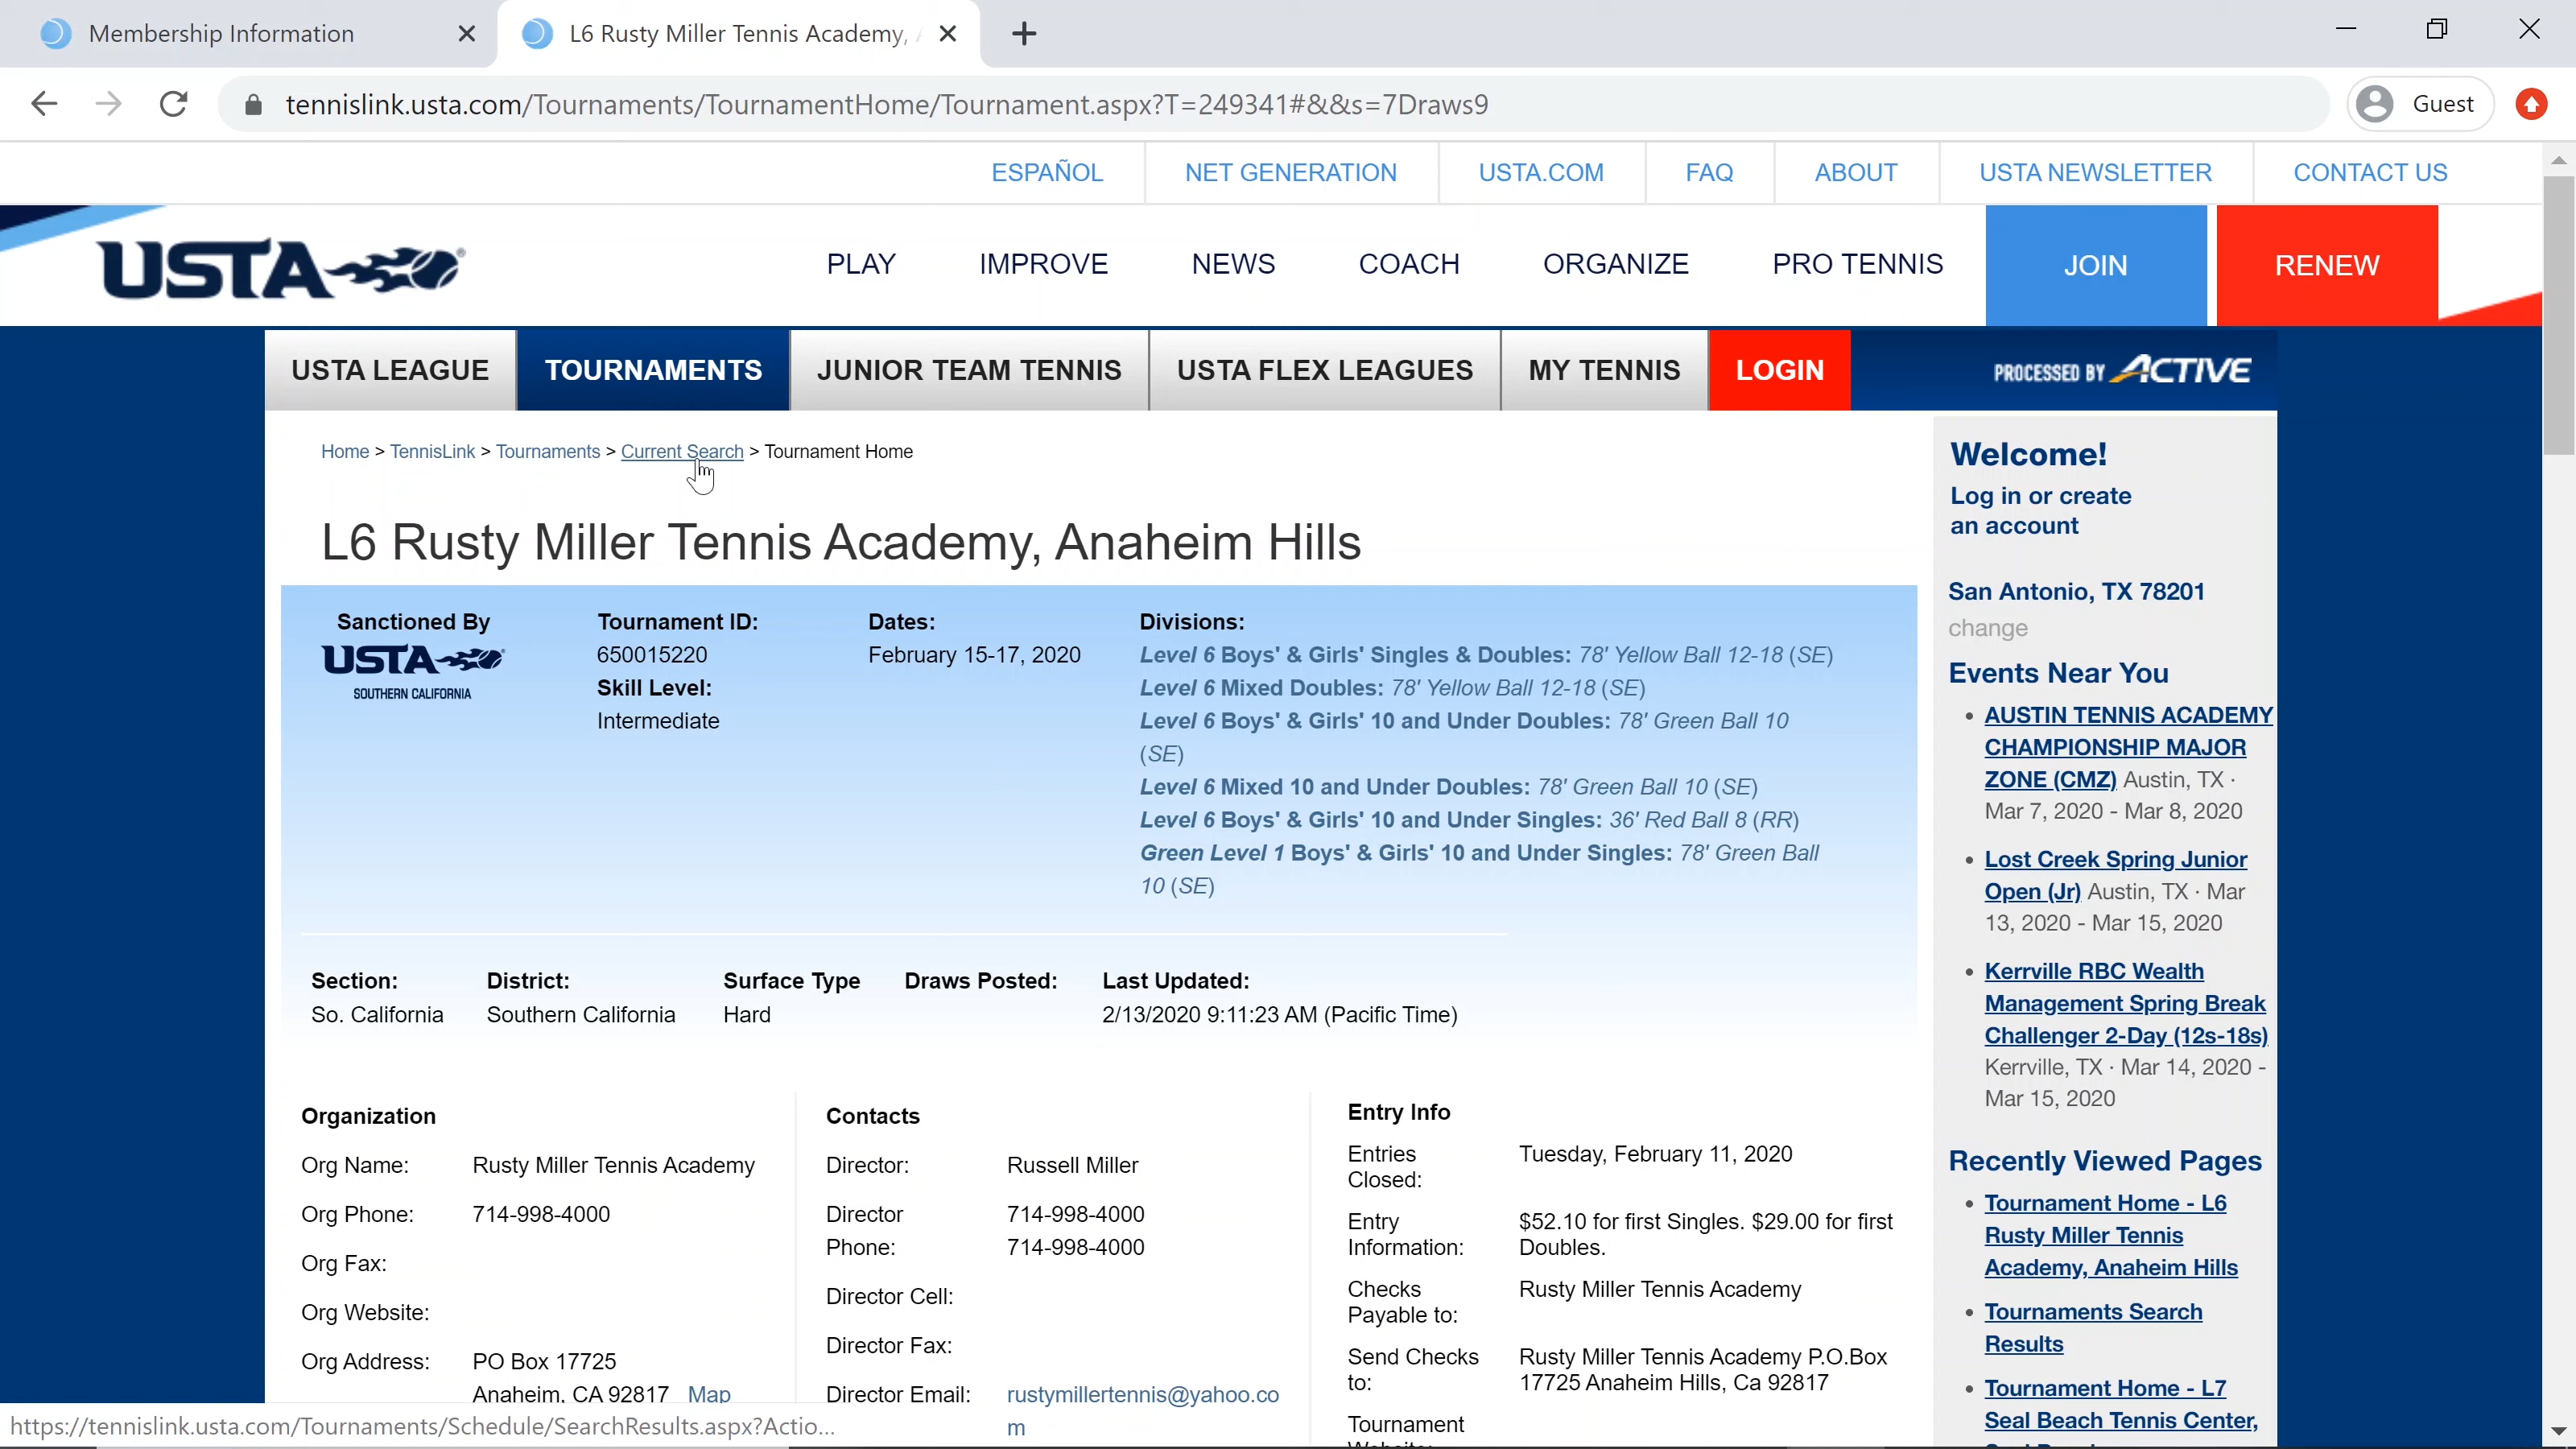 Membership Information
L6 Rusty Miller Tennis Academy,
tennislink.usta.com/Tournaments/TournamentHome/Tournament.aspx?T=249341#&&s=7Draws9
Guest
ESPAÑOL NET GENERATION USTA.COM FAQ ABOUT USTA NEWSLETTER CONTACT US
USTA PLAY IMPROVE NEWS COACH ORGANIZE PRO TENNIS JOIN RENEW
USTA LEAGUE TOURNAMENTS JUNIOR TEAM TENNIS USTA FLEX LEAGUES MY TENNIS LOGIN PROCESSED BY ACTIVE
Home > TennisLink > Tournaments > Current Search > Tournament Home
L6 Rusty Miller Tennis Academy, Anaheim Hills
Sanctioned By
USTA
SOUTHERN CALIFORNIA
Tournament ID:
650015220
Skill Level:
Intermediate
Dates:
February 15-17, 2020
Divisions:
Level 6 Boys' & Girls' Singles & Doubles: 78' Yellow Ball 12-18 (SE)
Level 6 Mixed Doubles: 78' Yellow Ball 12-18 (SE)
Level 6 Boys' & Girls' 10 and Under Doubles: 78' Green Ball 10
(SE)
Level 6 Mixed 10 and Under Doubles: 78' Green Ball 10 (SE)
Level 6 Boys' & Girls' 10 and Under Singles: 36' Red Ball 8 (RR)
Green Level 1 Boys' & Girls' 10 and Under Singles: 78' Green Ball
10 (SE)
Section: District: Surface Type Draws Posted: Last Updated:
So. California Southern California Hard 2/13/2020 9:11:23 AM (Pacific Time)
Organization
Org Name: Rusty Miller Tennis Academy
Org Phone: 714-998-4000
Org Fax:
Org Website:
Org Address: PO Box 17725
Anaheim, CA 92817 Map
Contacts
Director: Russell Miller
Director 714-998-4000
Phone: 714-998-4000
Director Cell:
Director Fax:
Director Email: rustymillertennis@yahoo.co
m
Entry Info
Entries Tuesday, February 11, 2020
Closed:
Entry $52.10 for first Singles. $29.00 for first
Information: Doubles.
Checks Rusty Miller Tennis Academy
Payable to:
Send Checks Rusty Miller Tennis Academy P.O.Box
to: 17725 Anaheim Hills, Ca 92817
Tournament
Website:
Welcome!
Log in or create
an account
San Antonio, TX 78201
change
Events Near You
• AUSTIN TENNIS ACADEMY
CHAMPIONSHIP MAJOR
ZONE (CMZ) Austin, TX ·
Mar 7, 2020 - Mar 8, 2020
• Lost Creek Spring Junior
Open (Jr) Austin, TX · Mar
13, 2020 - Mar 15, 2020
• Kerrville RBC Wealth
Management Spring Break
Challenger 2-Day (12s-18s)
Kerrville, TX · Mar 14, 2020 -
Mar 15, 2020
Recently Viewed Pages
• Tournament Home - L6
Rusty Miller Tennis
Academy, Anaheim Hills
• Tournaments Search
Results
• Tournament Home - L7
Seal Beach Tennis Center,
https://tennislink.usta.com/Tournaments/Schedule/SearchResults.aspx?Actio...